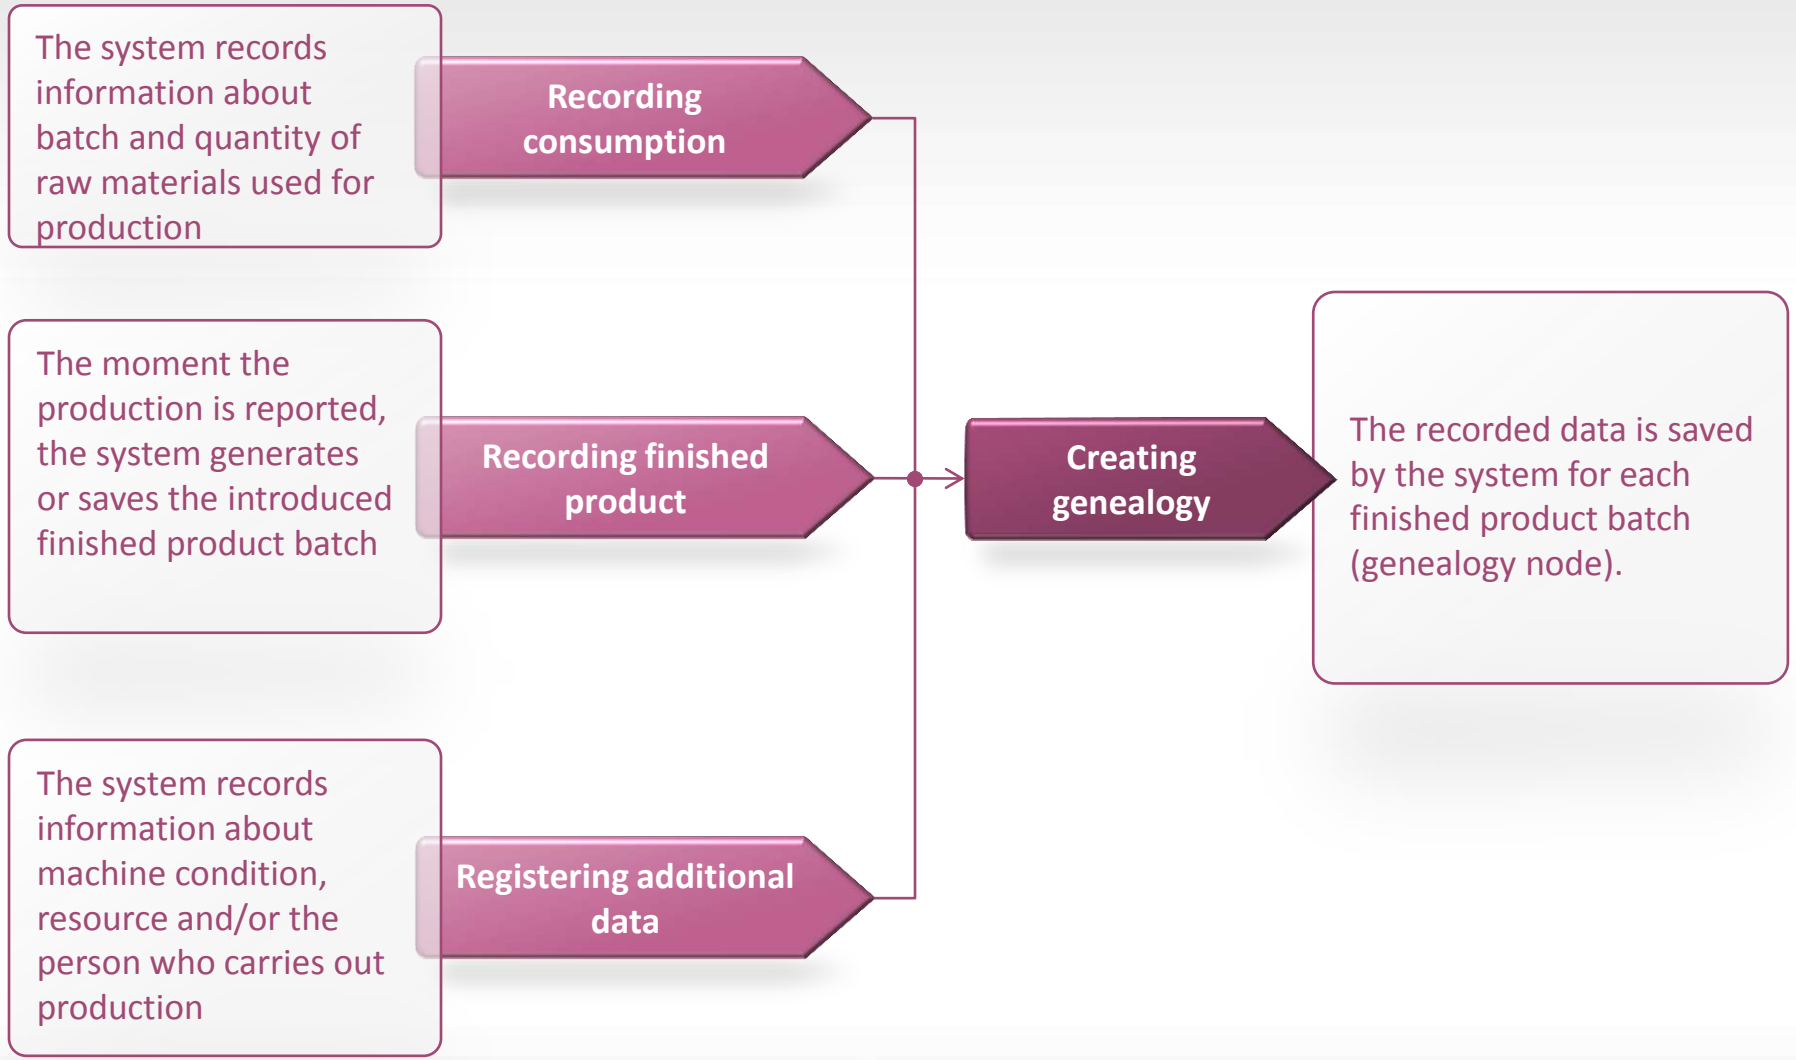 The system records
information about
batch and quantity of
raw materials used for
production
Recording
consumption
The moment the
production is reported,
the system generates
or saves the introduced
finished product batch
Recording finished
product
The system records
information about
machine condition,
resource and/or the
person who carries out
production
Registering additional
data
Creating
genealogy
The recorded data is saved
by the system for each
finished product batch
(genealogy node).